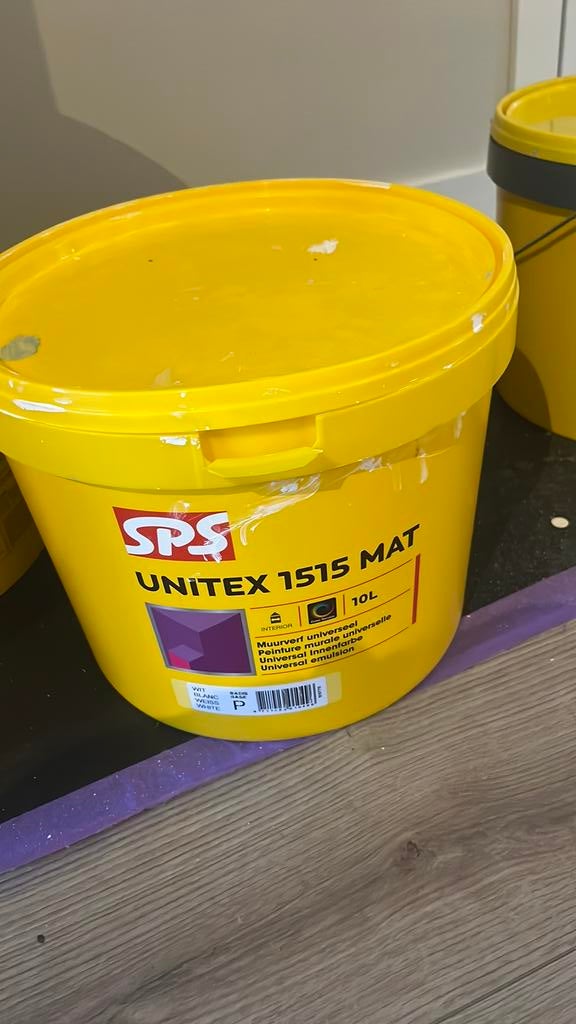 SPS
UNITEX 1515 MAT
INTERIOR
10L
Muurverf universeel
Peinture murale universelle
Universal Innenfarbe
Universal emulsion
WIT
BLANC
WEISS
WHITE
BASIS
BASE
P